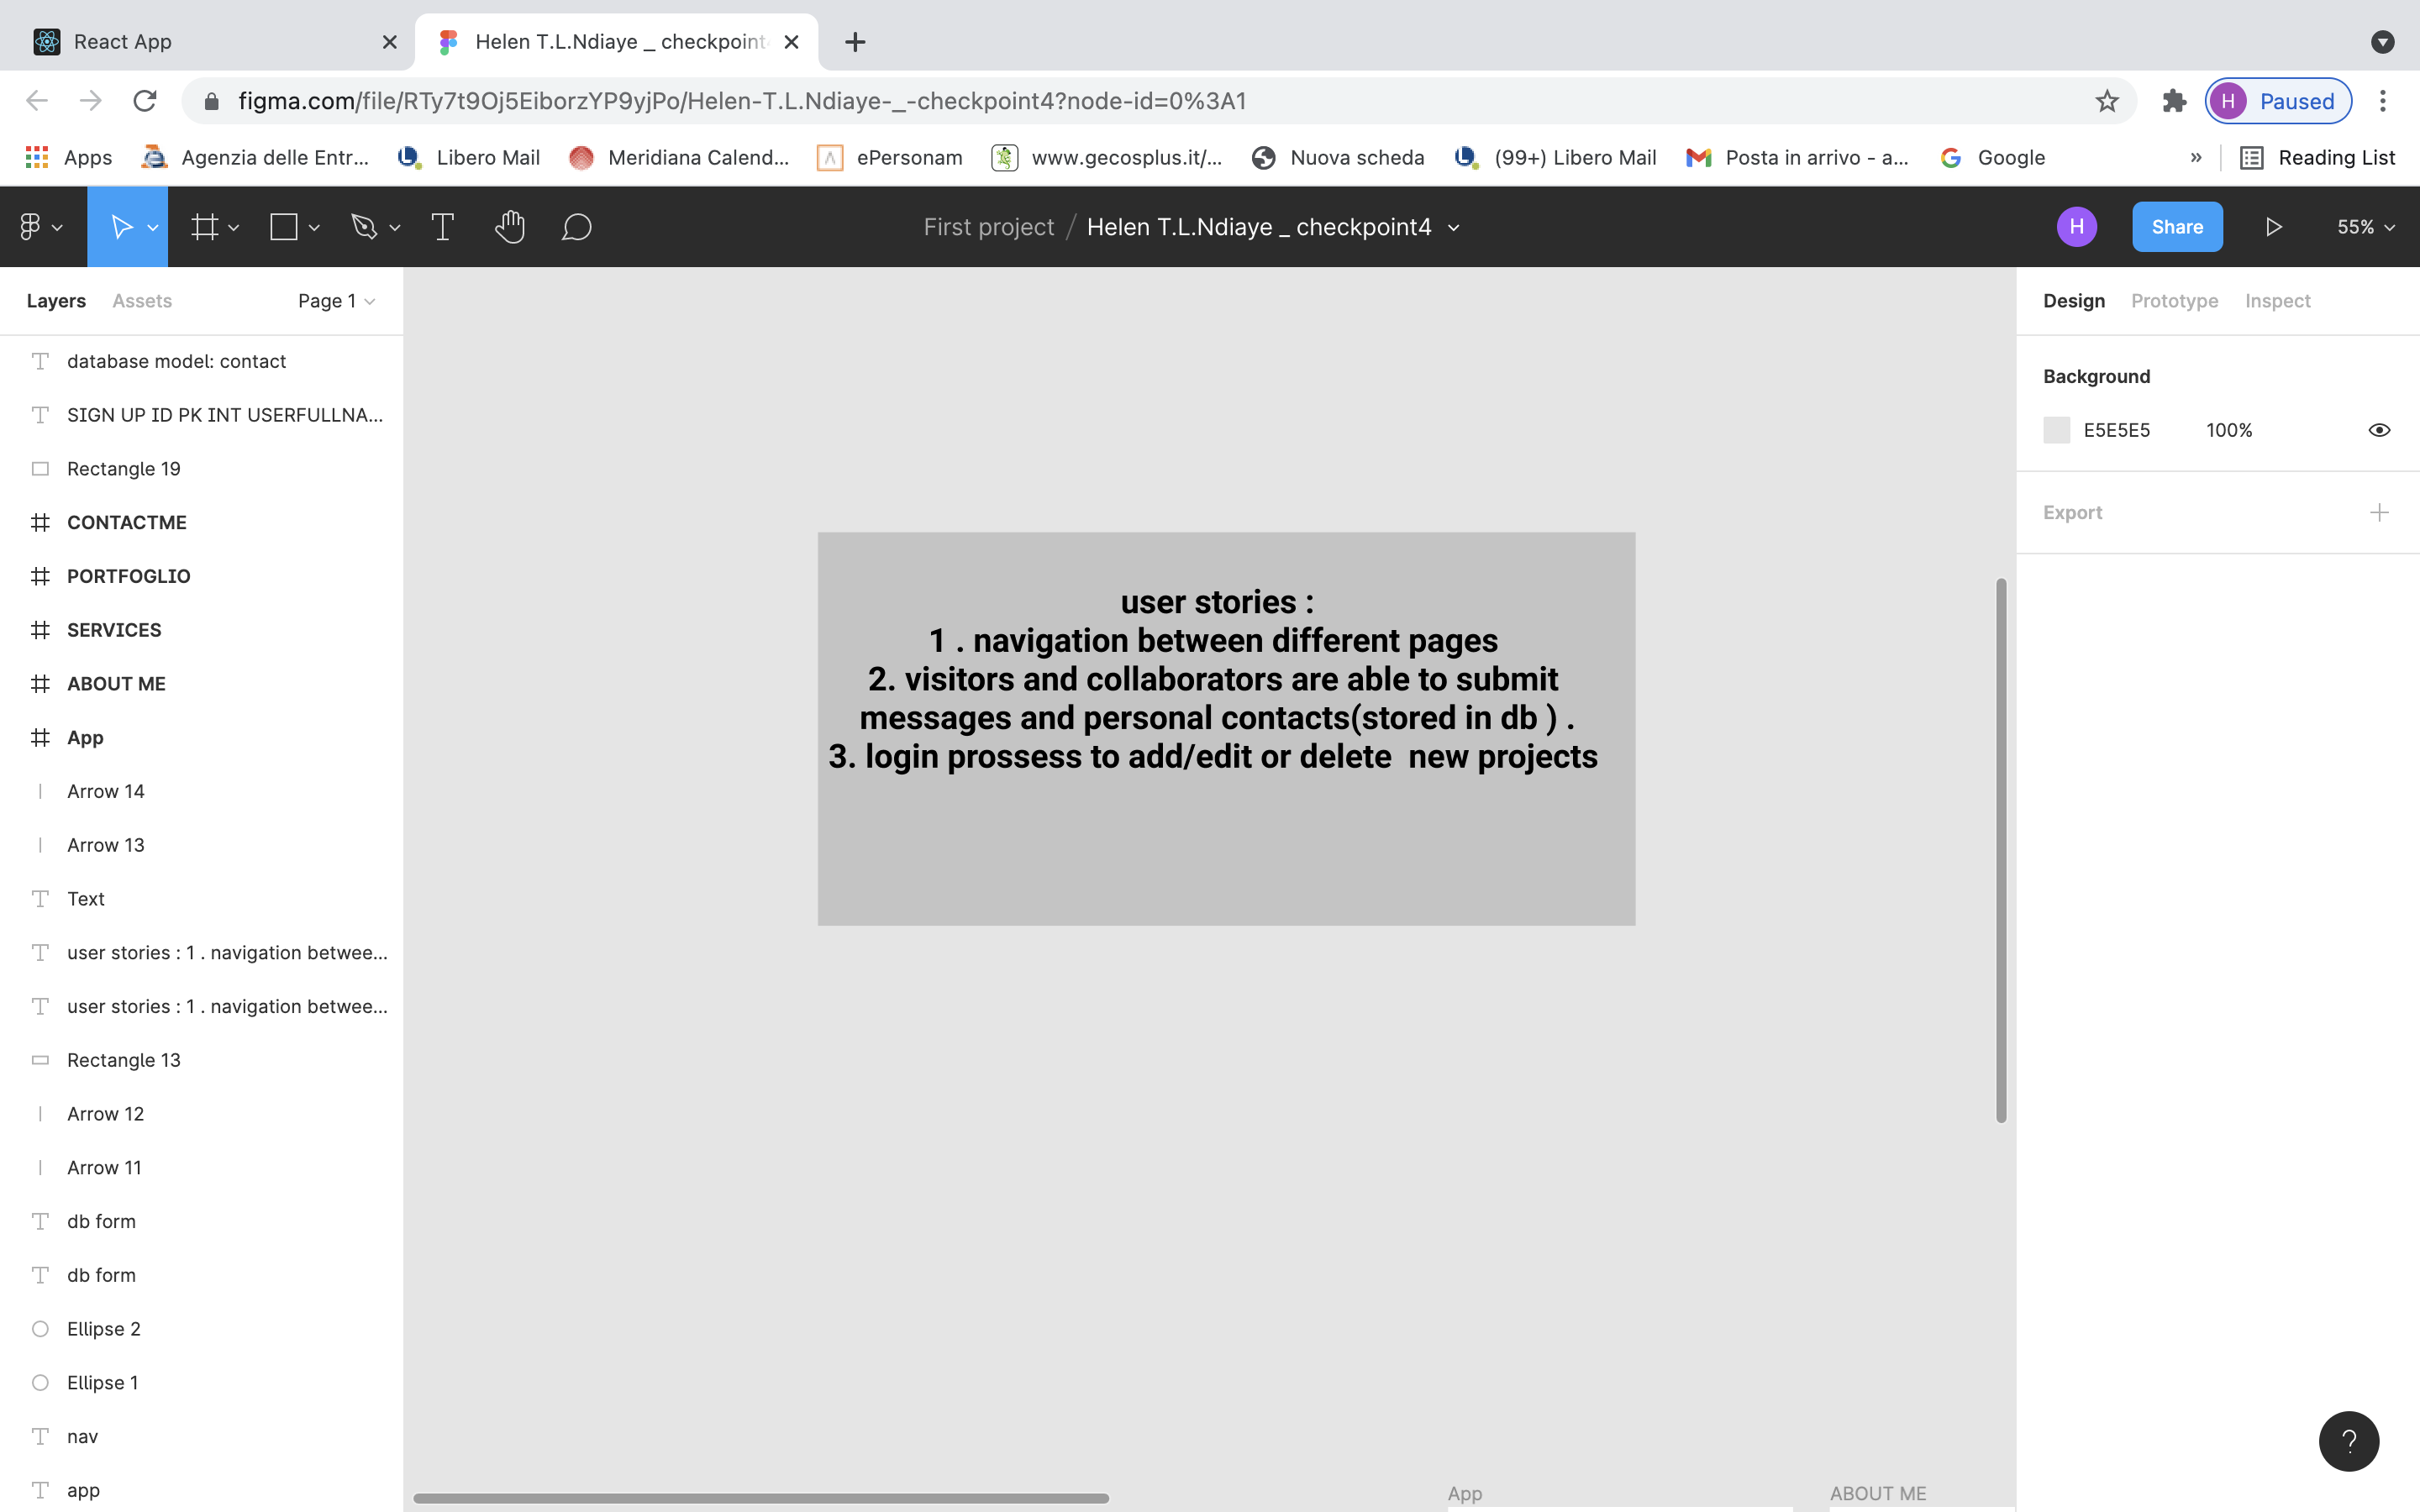 React App
Helen T.L.Ndiaye _ checkpoint
figma.com/file/RTy7t9Oj5EiborzYP9yjPo/Helen-T.L.Ndiaye-_-checkpoint4?node-id=0%3A1
H Paused
Apps Agenzia delle Entr... Libero Mail Meridiana Calend... ePersonam www.gecosplus.it/... Nuova scheda (99+) Libero Mail Posta in arrivo - a... Google » Reading List
First project / Helen T.L.Ndiaye _ checkpoint4
H Share 55%
Layers Assets Page 1
database model: contact
SIGN UP ID PK INT USERFULLNA...
Rectangle 19
CONTACTME
PORTFOGLIO
SERVICES
ABOUT ME
App
Arrow 14
Arrow 13
Text
user stories : 1 . navigation betwee...
user stories : 1 . navigation betwee...
Rectangle 13
Arrow 12
Arrow 11
db form
db form
Ellipse 2
Ellipse 1
nav
app
user stories :
1 . navigation between different pages
2. visitors and collaborators are able to submit
messages and personal contacts(stored in db ) .
3. login prossess to add/edit or delete  new projects
App
ABOUT ME
Design Prototype Inspect
Background
E5E5E5 100%
Export
?